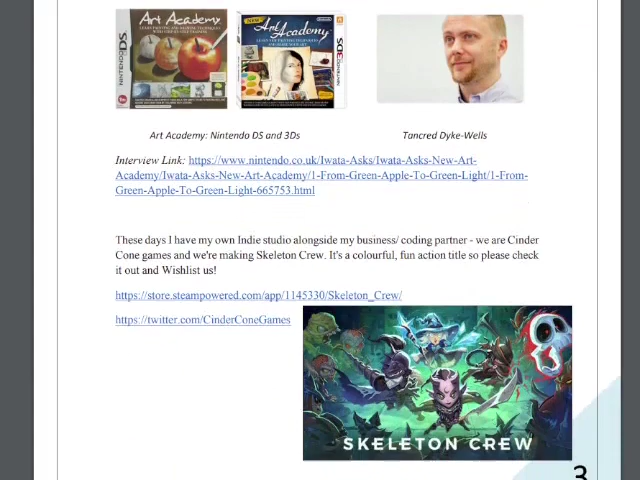 Art Academy
NINTENDO DS
NEW
Art Academy
NINTENDO 3DS
Art Academy: Nintendo DS and 3Ds
Tancred Dyke-Wells
Interview Link: https://www.nintendo.co.uk/Iwata-Asks/Iwata-Asks-New-Art-
Academy/Iwata-Asks-New-Art-Academy/1-From-Green-Apple-To-Green-Light/1-From-
Green-Apple-To-Green-Light-665753.html
These days I have my own Indie studio alongside my business/ coding partner - we are Cinder
Cone games and we're making Skeleton Crew. It's a colourful, fun action title so please check
it out and Wishlist us!
https://store.steampowered.com/app/1145330/Skeleton_Crew/
https://twitter.com/CinderConeGames
SKELETON CREW
3